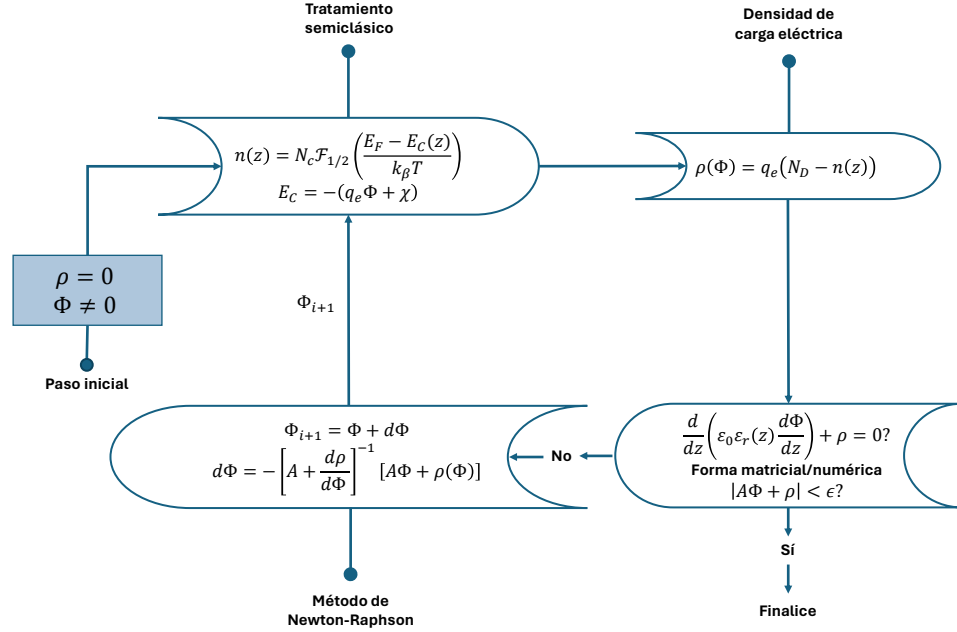 Tratamiento
semiclásico
Densidad de
carga eléctrica
n(z) = N_c ℱ_{1/2} ( (E_F − E_C(z)) / (k_β T) )
E_C = −(q_e Φ + χ)
ρ(Φ) = q_e(N_D − n(z))
ρ = 0
Φ ≠ 0
Paso inicial
Φ_{i+1}
Φ_{i+1} = Φ + dΦ
dΦ = −[A + dρ/dΦ]^{−1} [AΦ + ρ(Φ)]
No
d/dz (ε_0 ε_r(z) dΦ/dz) + ρ = 0?
Forma matricial/numérica
|AΦ + ρ| < ϵ?
Sí
Finalice
Método de
Newton-Raphson